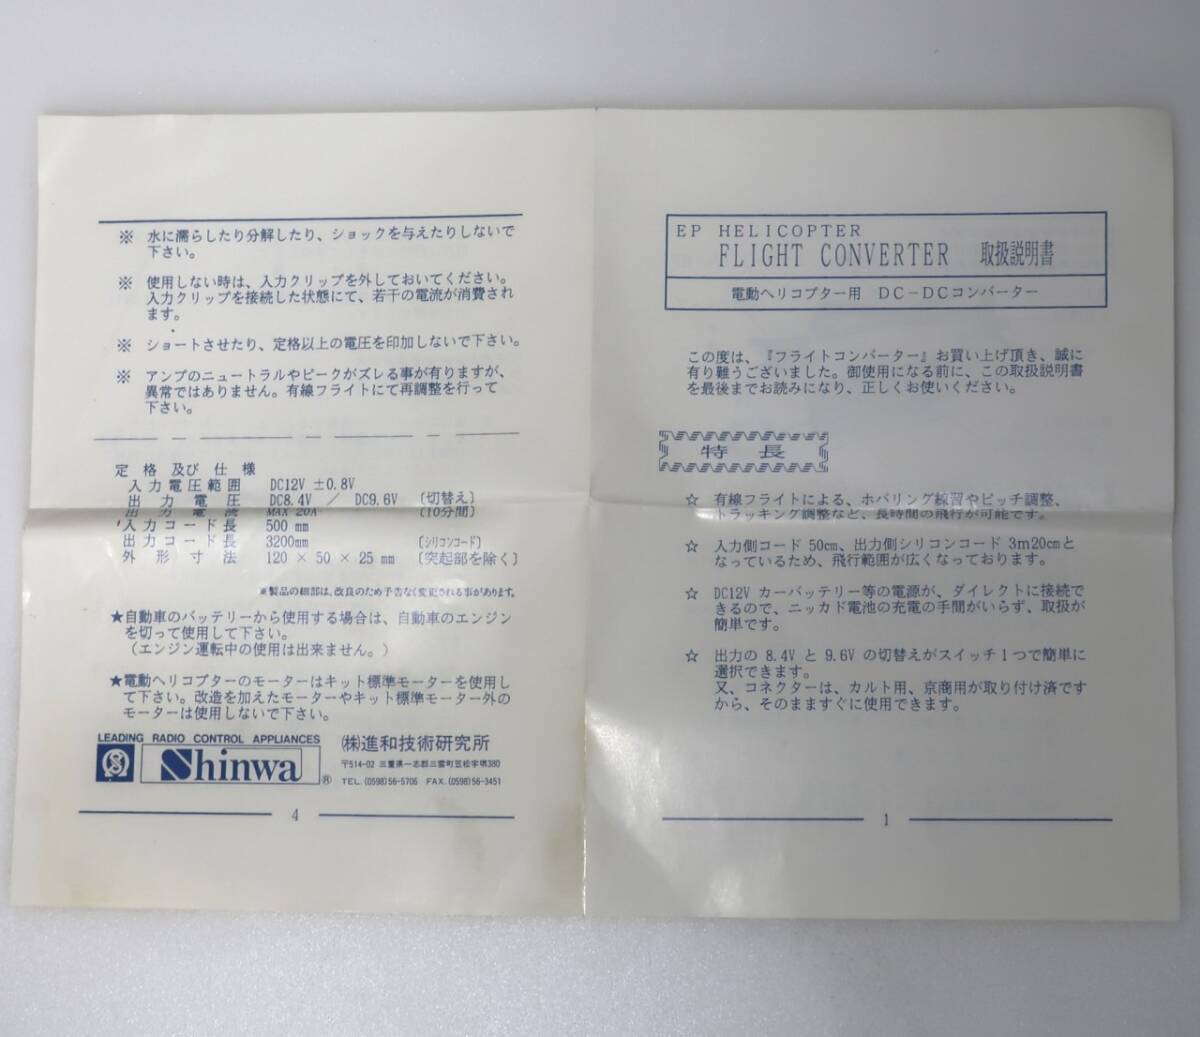 ※ 水に濡らしたり分解したり、ショックを与えたりしないで
下さい。
※ 使用しない時は、入力クリップを外しておいてください。
入力クリップを接続した状態にて、若干の電流が消費され
ます。
※ ショートさせたり、定格以上の電圧を印加しないで下さい。
※ アンプのニュートラルやピークがズレる事が有りますが、
異常ではありません。有線フライトにて再調整を行って
下さい。
定格及び仕様
入力電圧範囲 DC12V ±0.8V
出力電圧 DC8.4V / DC9.6V (切替え)
出力電流 MAX 20A (10分間)
入力コード長 500 mm
出力コード長 3200mm (シリコンコード)
外形寸法 120 × 50 × 25 mm (突起部を除く)
※製品の細部は、改良のため予告なく変更される事があります。
★自動車のバッテリーから使用する場合は、自動車のエンジン
を切って使用して下さい。
(エンジン運転中の使用は出来ません。)
★電動ヘリコプターのモーターはキット標準モーターを使用し
て下さい。改造を加えたモーターやキット標準モーター外の
モーターは使用しないで下さい。
LEADING RADIO CONTROL APPLIANCES
Shinwa ®
(株)進和技術研究所
〒514-02 三重県一志郡三雲町笠松字堺380
TEL. (0598) 56-5706 FAX. (0598) 56-3451
4
EP HELICOPTER
FLIGHT CONVERTER 取扱説明書
電動ヘリコプター用 DC-DCコンバーター
この度は、『フライトコンバーター』お買い上げ頂き、誠に
有り難うございました。御使用になる前に、この取扱説明書
を最後までお読みになり、正しくお使いください。
特長
☆ 有線フライトによる、ホバリング練習やピッチ調整、
トラッキング調整など、長時間の飛行が可能です。
☆ 入力側コード 50cm、出力側シリコンコード 3m20cmと
なっているため、飛行範囲が広くなっております。
☆ DC12V カーバッテリー等の電源が、ダイレクトに接続で
きるので、ニッカド電池の充電の手間がいらず、取扱が
簡単です。
☆ 出力の 8.4V と 9.6V の切替えがスイッチ1つで簡単に
選択できます。
又、コネクターは、カルト用、京商用が取り付け済です
から、そのまますぐに使用できます。
1